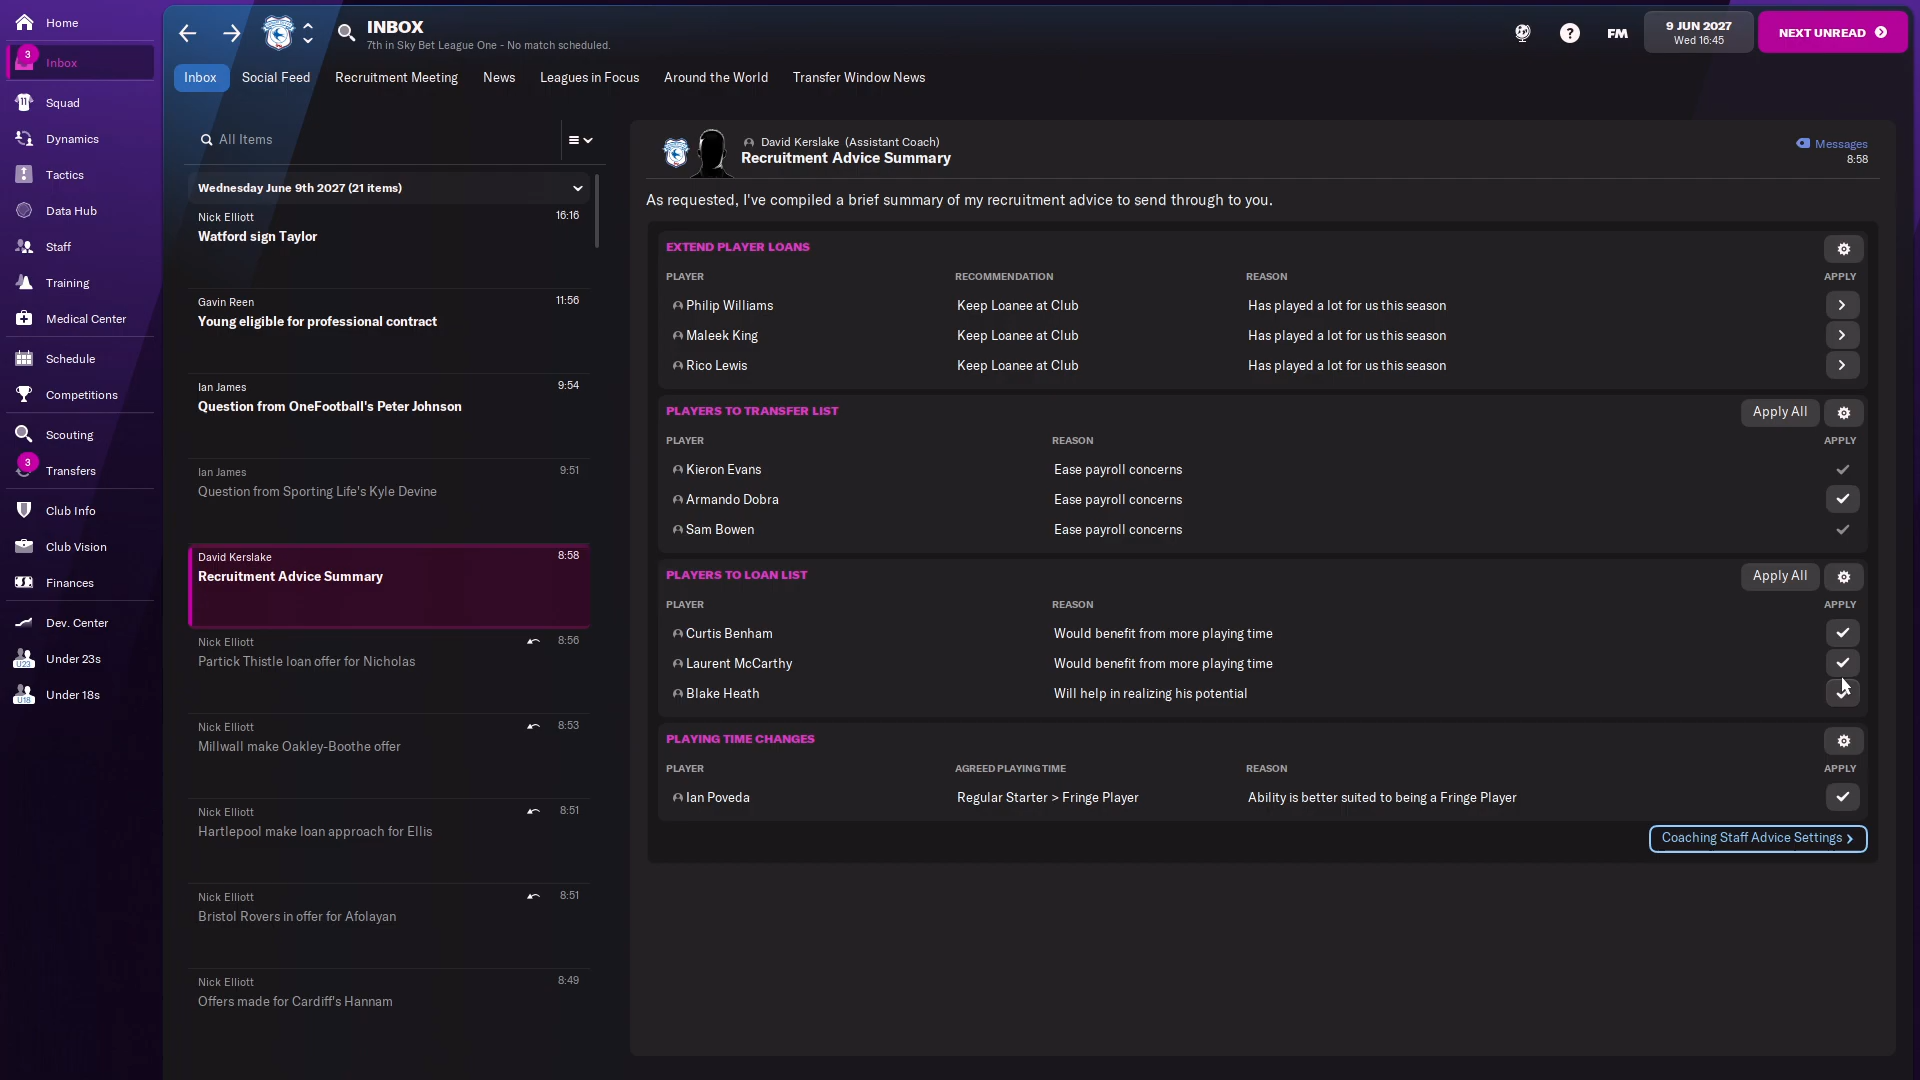 Home
3
Inbox
Squad
Dynamics
Tactics
Data Hub
Staff
Training
Medical Center
Schedule
Competitions
Scouting
3
Transfers
Club Info
Club Vision
Finances
Dev. Center
U23
Under 23s
U18
Under 18s
INBOX
7th in Sky Bet League One - No match scheduled.
?
FM
9 JUN 2027
Wed 16:45
NEXT UNREAD
Inbox
Social Feed
Recruitment Meeting
News
Leagues in Focus
Around the World
Transfer Window News
All Items
Wednesday June 9th 2027 (21 items)
Nick Elliott
16:16
Watford sign Taylor
Gavin Reen
11:56
Young eligible for professional contract
Ian James
9:54
Question from OneFootball's Peter Johnson
Ian James
9:51
Question from Sporting Life's Kyle Devine
David Kerslake
8:58
Recruitment Advice Summary
Nick Elliott
8:56
Partick Thistle loan offer for Nicholas
Nick Elliott
8:53
Millwall make Oakley-Boothe offer
Nick Elliott
8:51
Hartlepool make loan approach for Ellis
Nick Elliott
8:51
Bristol Rovers in offer for Afolayan
Nick Elliott
8:49
Offers made for Cardiff's Hannam
David Kerslake (Assistant Coach)
Recruitment Advice Summary
Messages
8:58
As requested, I've compiled a brief summary of my recruitment advice to send through to you.
EXTEND PLAYER LOANS
PLAYER RECOMMENDATION REASON APPLY
Philip Williams Keep Loanee at Club Has played a lot for us this season
Maleek King Keep Loanee at Club Has played a lot for us this season
Rico Lewis Keep Loanee at Club Has played a lot for us this season
PLAYERS TO TRANSFER LIST Apply All
PLAYER REASON APPLY
Kieron Evans Ease payroll concerns
Armando Dobra Ease payroll concerns
Sam Bowen Ease payroll concerns
PLAYERS TO LOAN LIST Apply All
PLAYER REASON APPLY
Curtis Benham Would benefit from more playing time
Laurent McCarthy Would benefit from more playing time
Blake Heath Will help in realizing his potential
PLAYING TIME CHANGES
PLAYER AGREED PLAYING TIME REASON APPLY
Ian Poveda Regular Starter > Fringe Player Ability is better suited to being a Fringe Player
Coaching Staff Advice Settings